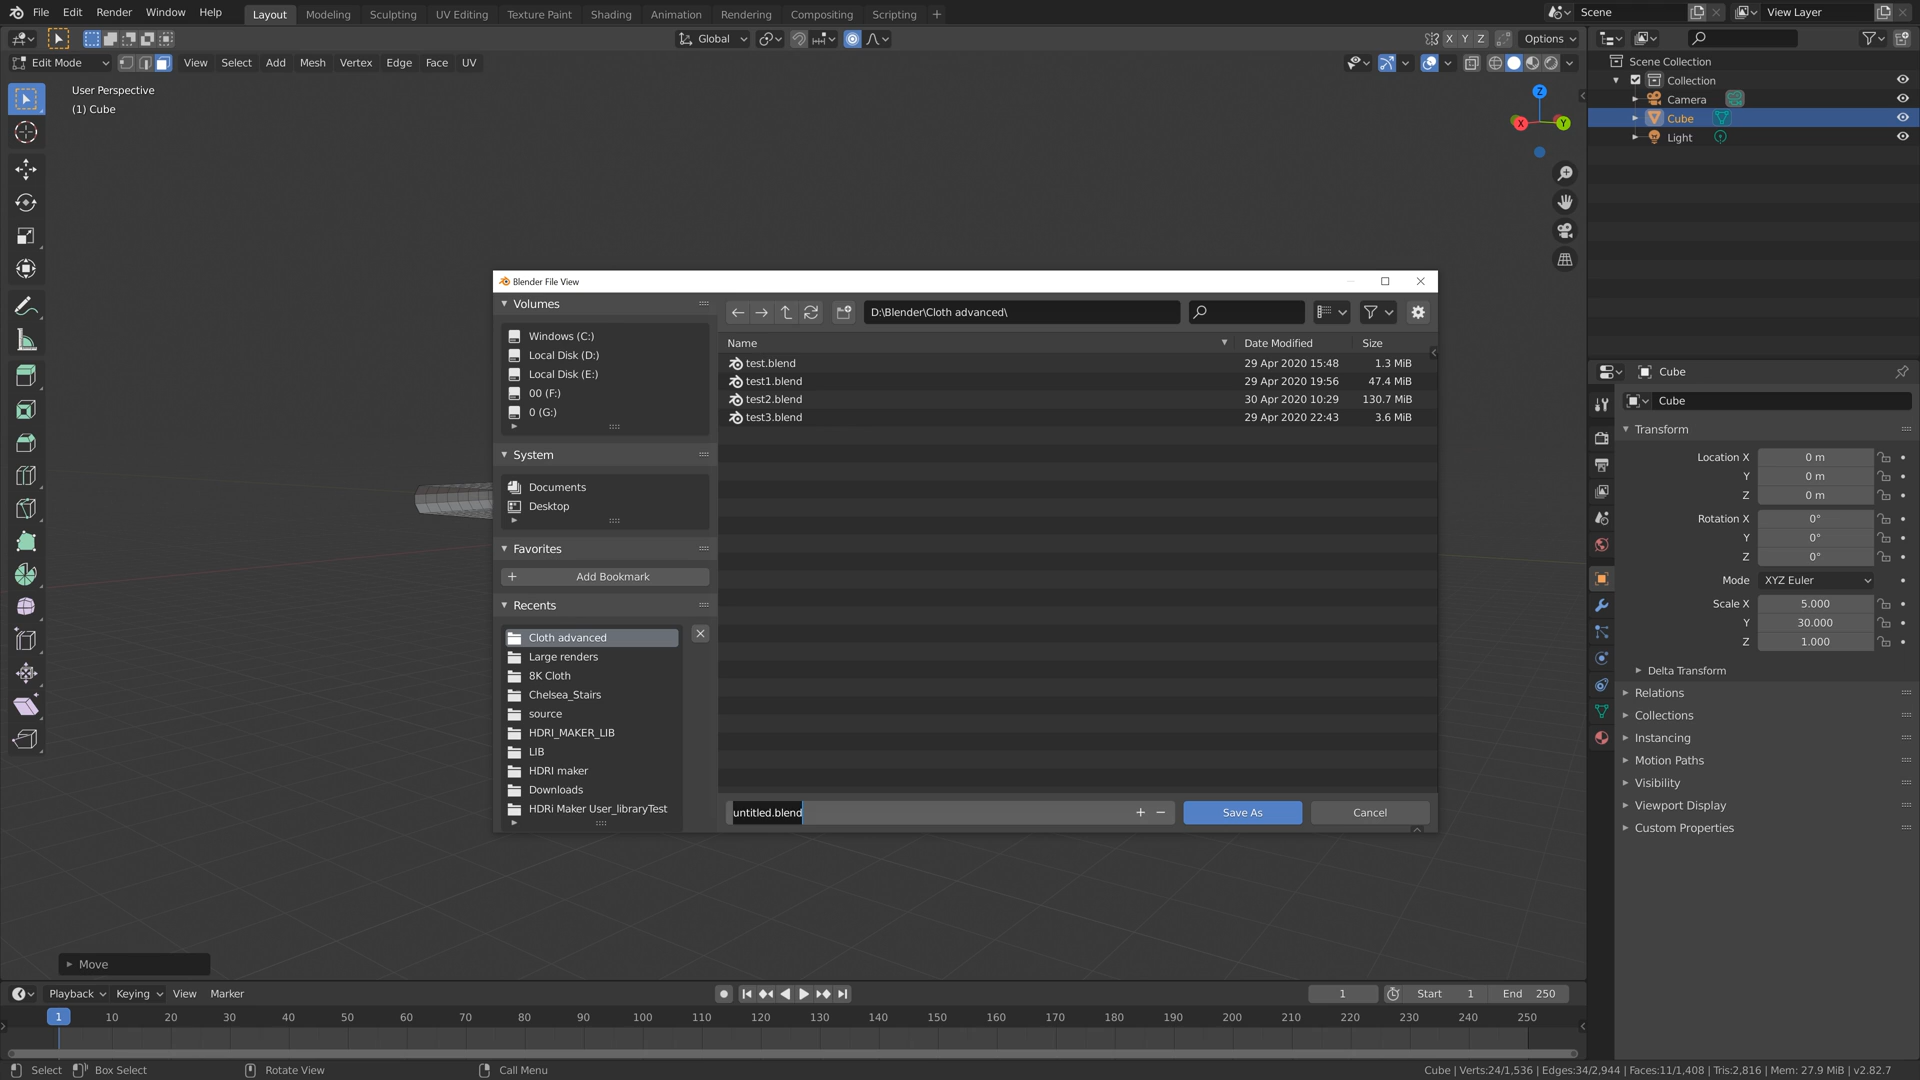 File Edit Render Window Help Layout Modeling Sculpting UV Editing Texture Paint Shading Animation Rendering Compositing Scripting + Scene View Layer
Global X Y Z Options
Edit Mode View Select Add Mesh Vertex Edge Face UV
User Perspective
(1) Cube
Z
X
Y
Scene Collection
Collection
Camera
Cube
Light
Blender File View
Volumes
Windows (C:)
Local Disk (D:)
Local Disk (E:)
00 (F:)
0 (G:)
System
Documents
Desktop
Favorites
Add Bookmark
Recents
Cloth advanced
Large renders
8K Cloth
Chelsea_Stairs
source
HDRI_MAKER_LIB
LIB
HDRI maker
Downloads
HDRi Maker User_libraryTest
D:\Blender\Cloth advanced\
Name Date Modified Size
test.blend 29 Apr 2020 15:48 1.3 MiB
test1.blend 29 Apr 2020 19:56 47.4 MiB
test2.blend 30 Apr 2020 10:29 130.7 MiB
test3.blend 29 Apr 2020 22:43 3.6 MiB
untitled.blend + − Save As Cancel
Cube
Cube
Transform
Location X 0 m
Y 0 m
Z 0 m
Rotation X 0°
Y 0°
Z 0°
Mode XYZ Euler
Scale X 5.000
Y 30.000
Z 1.000
Delta Transform
Relations
Collections
Instancing
Motion Paths
Visibility
Viewport Display
Custom Properties
Move
Playback Keying View Marker 1 Start 1 End 250
1 10 20 30 40 50 60 70 80 90 100 110 120 130 140 150 160 170 180 190 200 210 220 230 240 250
Select Box Select Rotate View Call Menu Cube | Verts:24/1,536 | Edges:34/2,944 | Faces:11/1,408 | Tris:2,816 | Mem: 27.9 MiB | v2.82.7